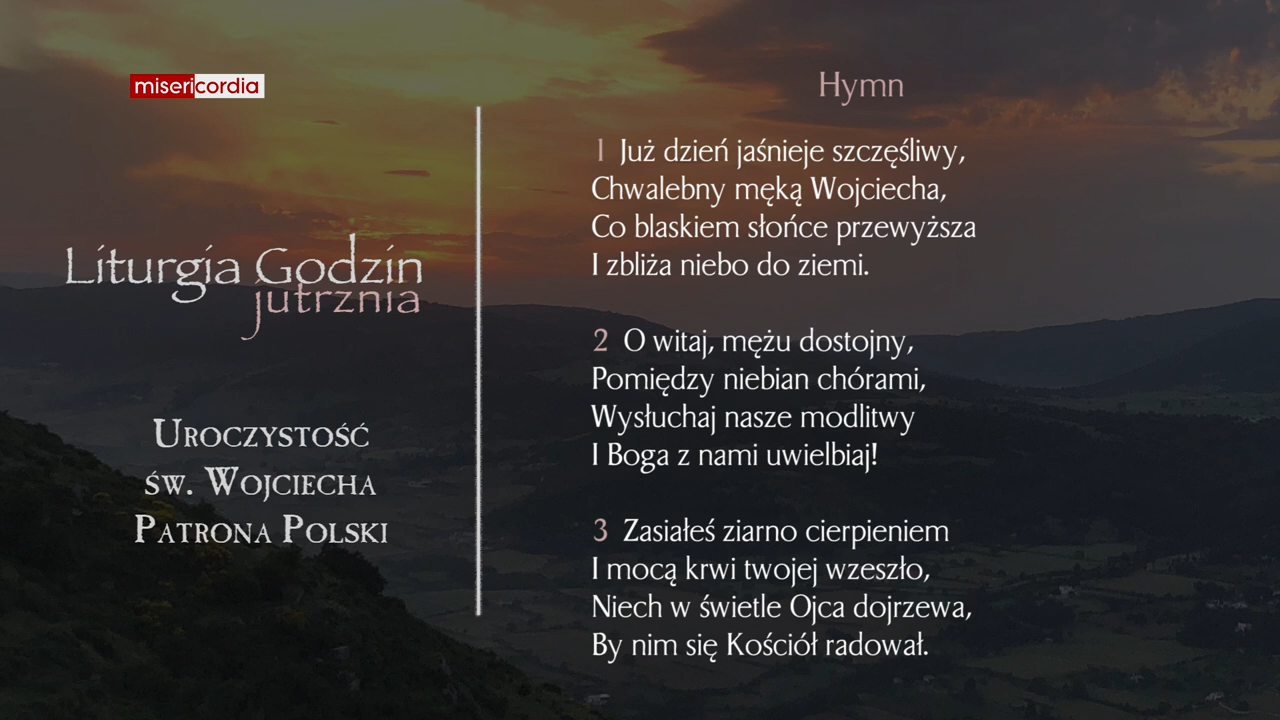 misericordia
Liturgia Godzin
jutrznia
Uroczystość
św. Wojciecha
Patrona Polski
Hymn
1 Już dzień jaśnieje szczęśliwy,
Chwalebny męką Wojciecha,
Co blaskiem słońce przewyższa
I zbliża niebo do ziemi.
2 O witaj, mężu dostojny,
Pomiędzy niebian chórami,
Wysłuchaj nasze modlitwy
I Boga z nami uwielbiaj!
3 Zasiałeś ziarno cierpieniem
I mocą krwi twojej wzeszło,
Niech w świetle Ojca dojrzewa,
By nim się Kościół radował.